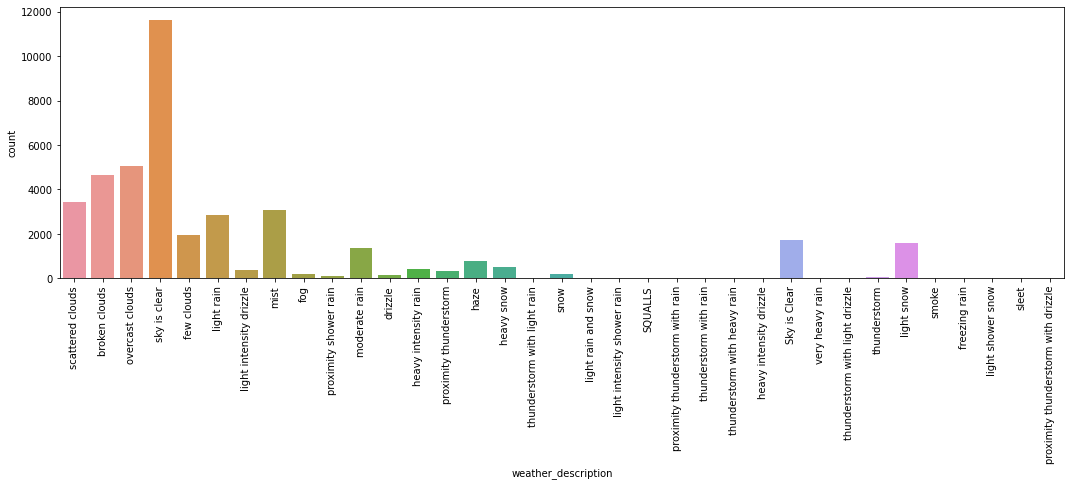 12000
10000
8000
6000
4000
2000
0
count
scattered clouds
broken clouds
overcast clouds
sky is clear
few clouds
light rain
light intensity drizzle
mist
fog
proximity shower rain
moderate rain
drizzle
heavy intensity rain
proximity thunderstorm
haze
heavy snow
thunderstorm with light rain
snow
light rain and snow
light intensity shower rain
SQUALLS
proximity thunderstorm with rain
thunderstorm with rain
thunderstorm with heavy rain
heavy intensity drizzle
Sky is Clear
very heavy rain
thunderstorm with light drizzle
thunderstorm
light snow
smoke
freezing rain
light shower snow
sleet
proximity thunderstorm with drizzle
weather_description